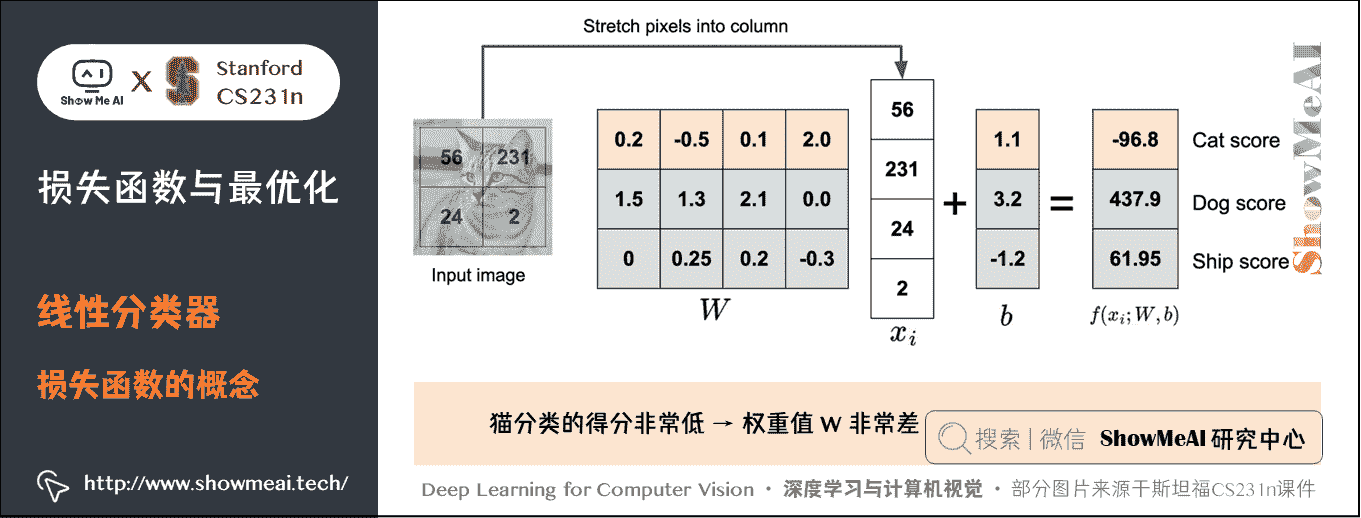 Show Me AI
X
Stanford
CS231n
损失函数与最优化
线性分类器
损失函数的概念
http://www.showmeai.tech/
Stretch pixels into column
56 231
24 2
Input image
0.2 -0.5 0.1 2.0
1.5 1.3 2.1 0.0
0 0.25 0.2 -0.3
W
56
231
24
2
xi
+
1.1
3.2
-1.2
b
=
-96.8 Cat score
437.9 Dog score
61.95 Ship score
f(xi; W, b)
ShowMeAI
猫分类的得分非常低 → 权重值 W 非常差
搜索 | 微信 ShowMeAI 研究中心
Deep Learning for Computer Vision · 深度学习与计算机视觉 · 部分图片来源于斯坦福CS231n课件